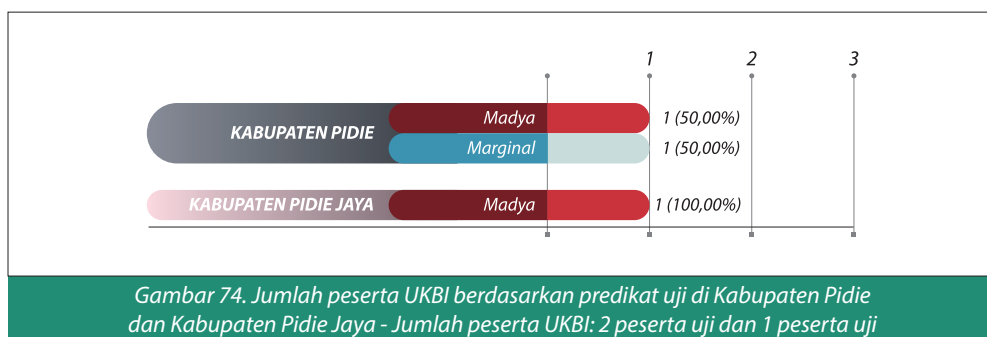 1 2 3
KABUPATEN PIDIE
Madya 1 (50,00%)
Marginal 1 (50,00%)
KABUPATEN PIDIE JAYA Madya 1 (100,00%)
Gambar 74. Jumlah peserta UKBI berdasarkan predikat uji di Kabupaten Pidie
dan Kabupaten Pidie Jaya - Jumlah peserta UKBI: 2 peserta uji dan 1 peserta uji